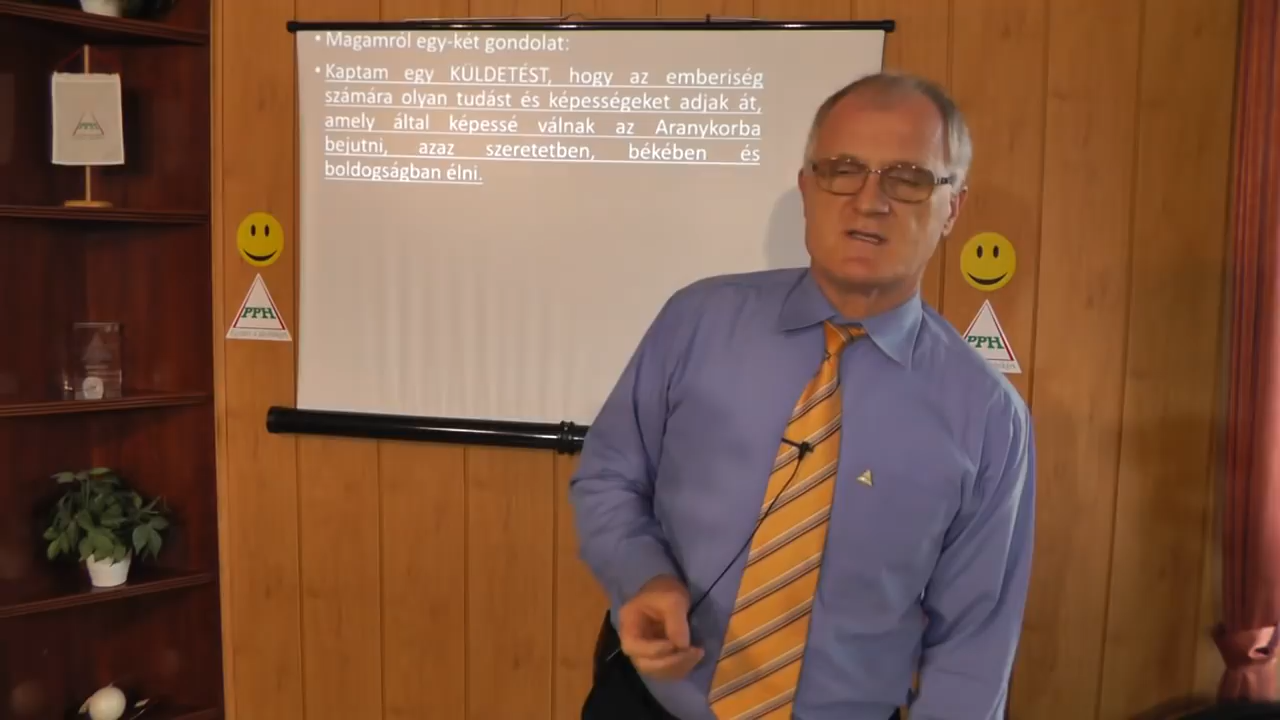 • Magamról egy-két gondolat:
• Kaptam egy KÜLDETÉST, hogy az emberiség
számára olyan tudást és képességeket adjak át,
amely által képessé válnak az Aranykorba
bejutni, azaz szeretetben, békében és
boldogságban élni.
PPH
PPH